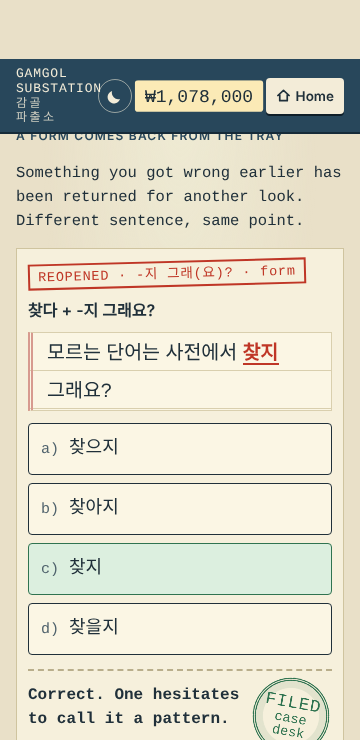 GAMGOL
SUBSTATION
감골
파출소
₩1,078,000
Home
A FORM COMES BACK FROM THE TRAY
Something you got wrong earlier has
been returned for another look.
Different sentence, same point.
REOPENED · -지 그래(요)? · form
찾다 + -지 그래요?
모르는 단어는 사전에서 찾지
그래요?
a) 찾으지
b) 찾아지
c) 찾지
d) 찾을지
Correct. One hesitates
to call it a pattern.
FILED
case
desk